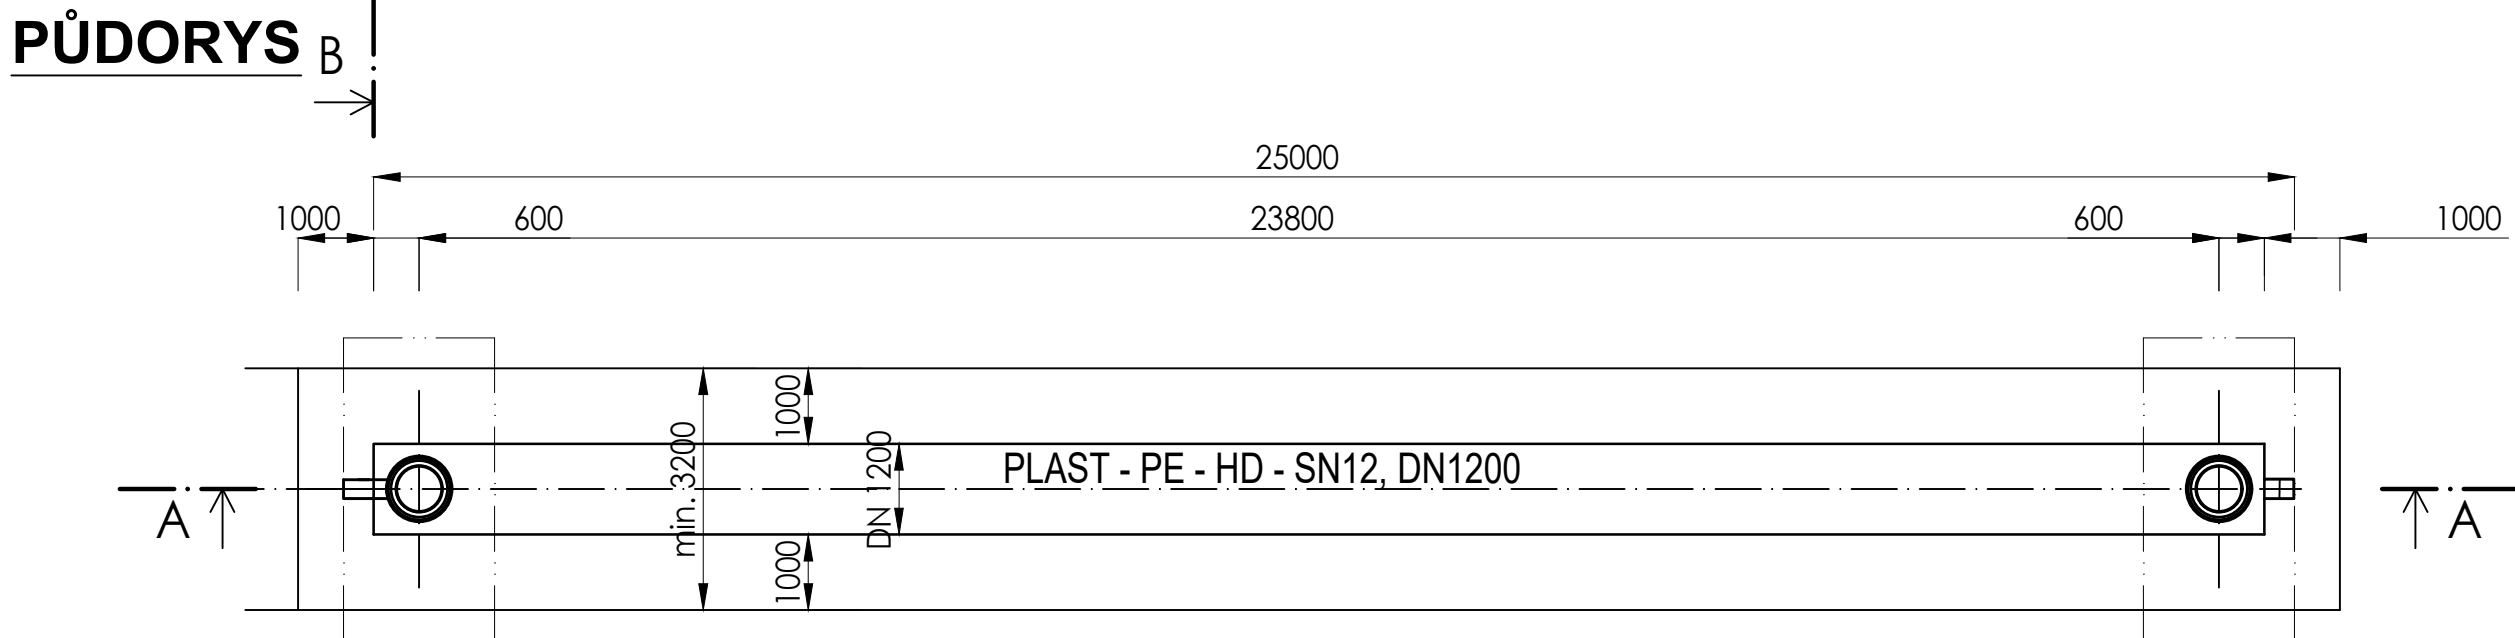 PŮDORYS
B
25000
1000
600
23800
600
1000
1000
min. 3200
DN 1200
PLAST - PE - HD - SN12, DN1200
A
A
1000